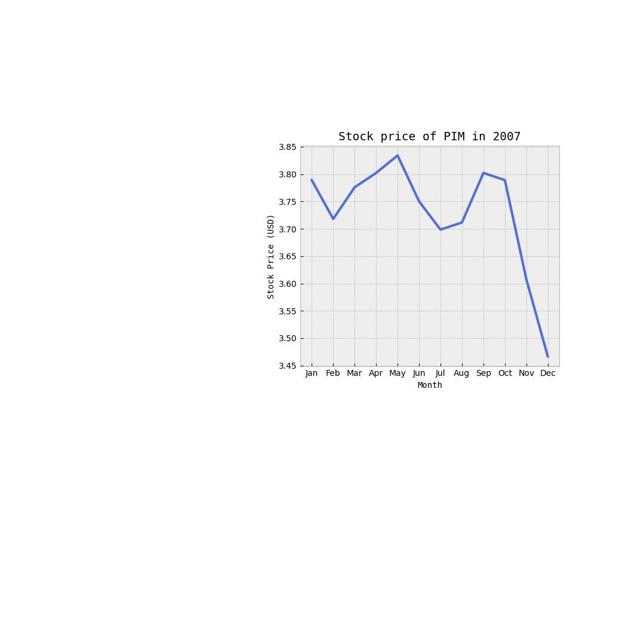 Stock price of PIM in 2007
3.85
3.80
3.75
3.70
3.65
3.60
3.55
3.50
3.45
Stock Price (USD)
Jan Feb Mar Apr May Jun Jul Aug Sep Oct Nov Dec
Month